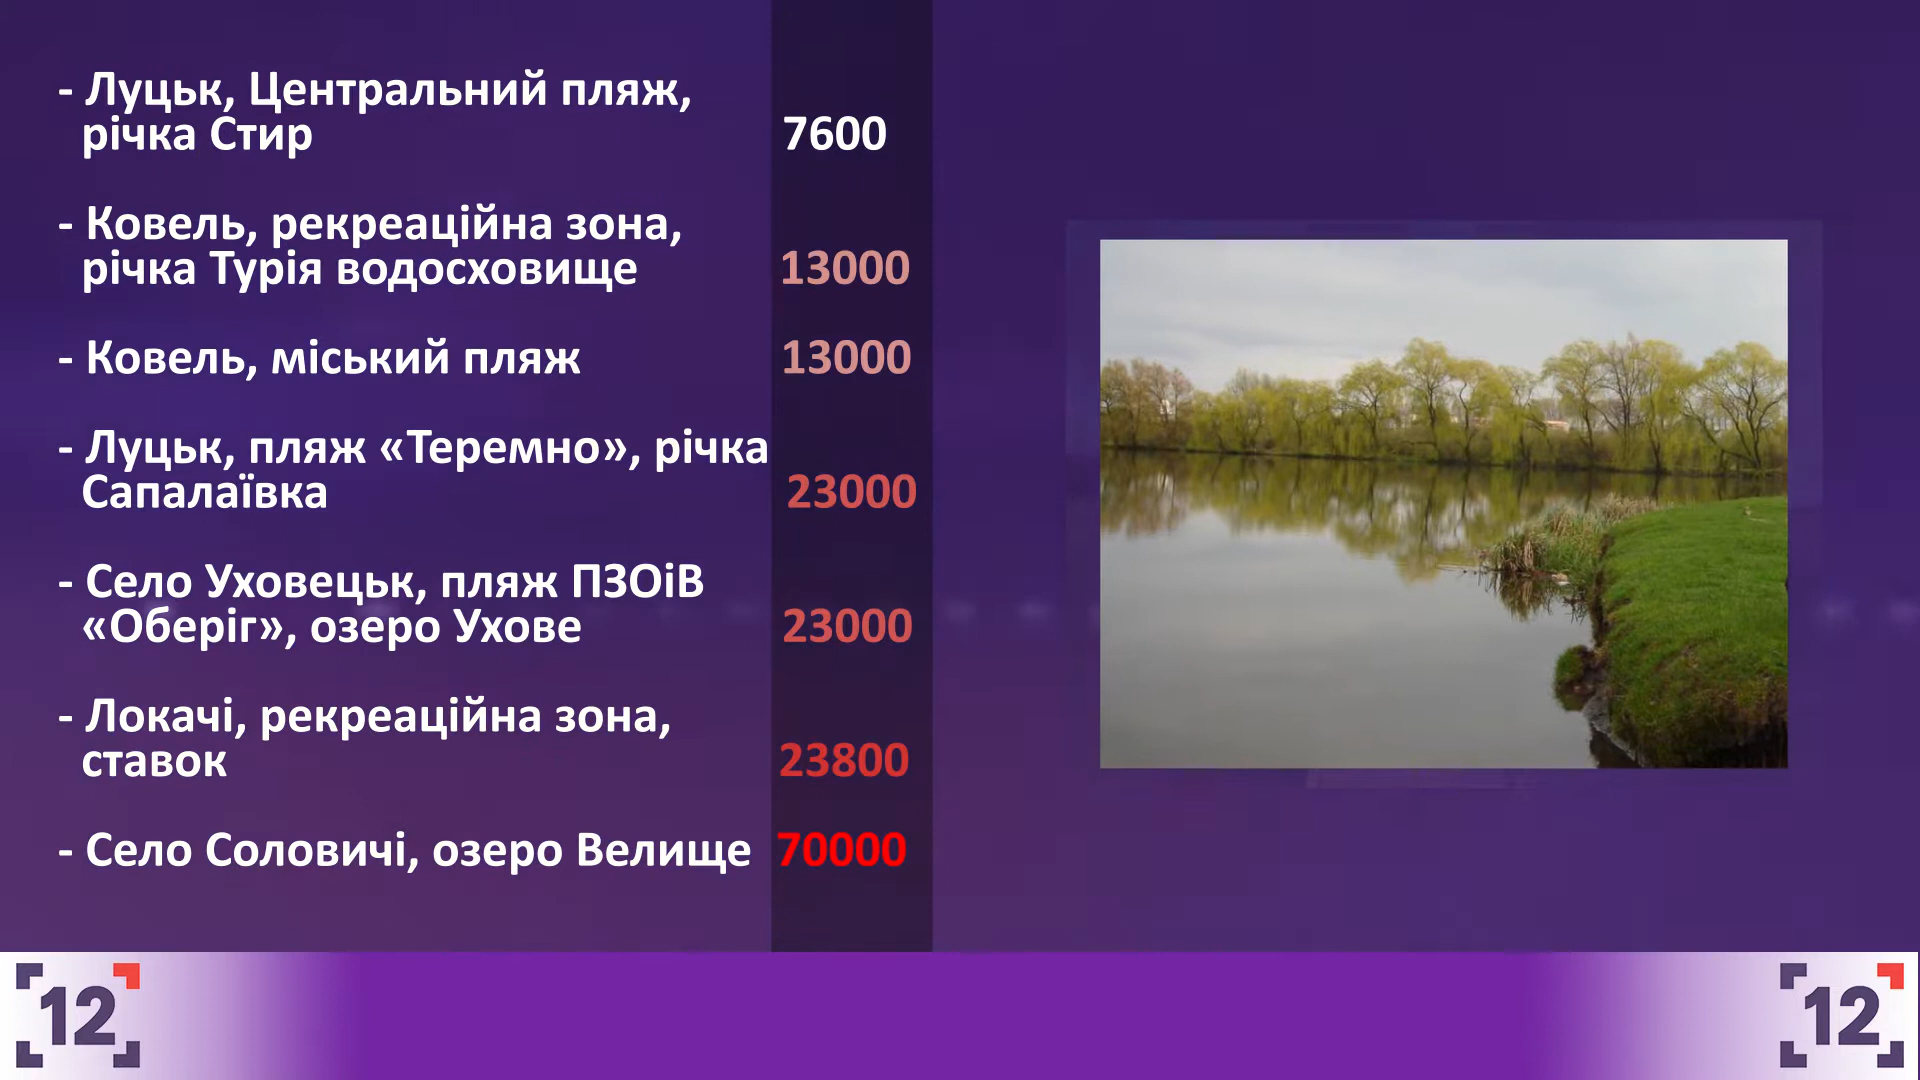 - Луцьк, Центральний пляж,
річка Стир 7600
- Ковель, рекреаційна зона,
річка Турія водосховище 13000
- Ковель, міський пляж 13000
- Луцьк, пляж «Теремно», річка
Сапалаївка 23000
- Село Уховецьк, пляж ПЗОіВ
«Оберіг», озеро Ухове 23000
- Локачі, рекреаційна зона,
ставок 23800
- Село Соловичі, озеро Велище 70000
12 12